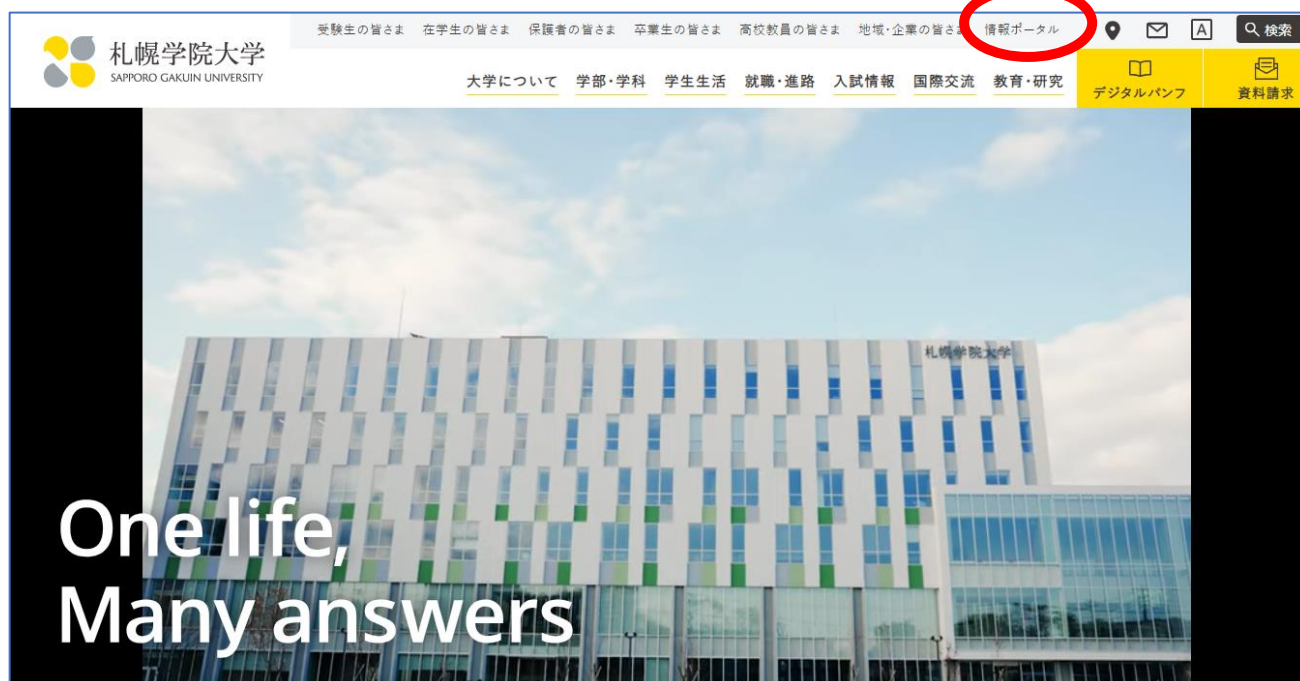 受験生の皆さま 在学生の皆さま 保護者の皆さま 卒業生の皆さま 高校教員の皆さま 地域・企業の皆さま 情報ポータル A 検索
札幌学院大学
SAPPORO GAKUIN UNIVERSITY
大学について 学部・学科 学生生活 就職・進路 入試情報 国際交流 教育・研究 デジタルパンフ 資料請求
札幌学院大学
One life,
Many answers